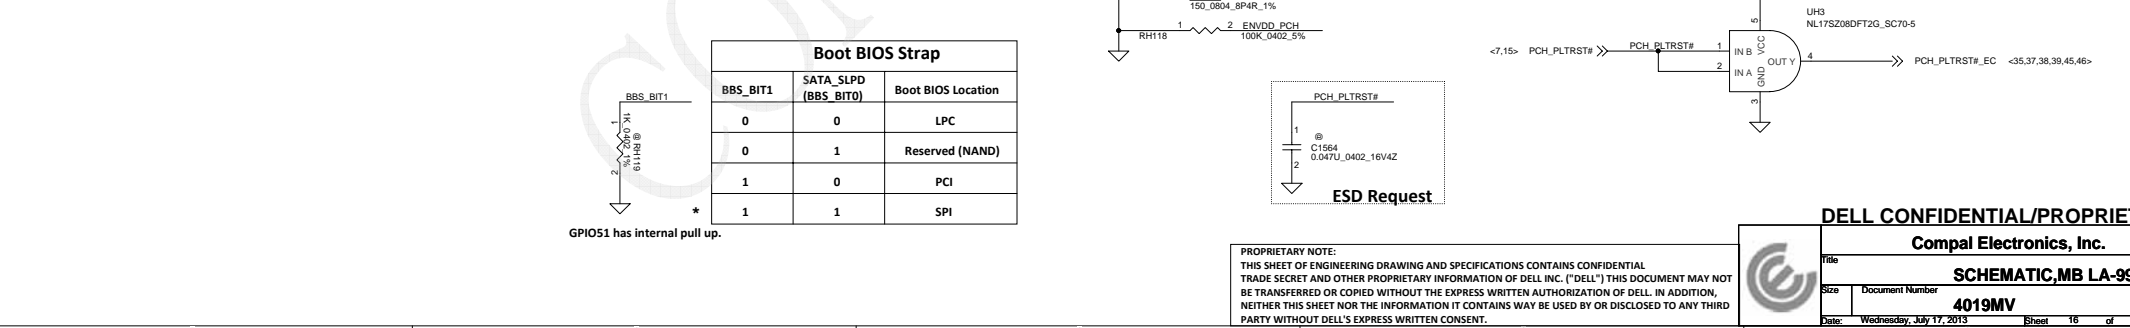 150_0804_8P4R_1%
RH118 1 2 ENVDD_PCH
100K_0402_5%
UH3
NL17SZ08DFT2G_SC70-5
<7,15> PCH_PLTRST# PCH_PLTRST# 1 IN B
2 IN A
5 VCC
GND 3
OUT Y 4
PCH_PLTRST#_EC <35,37,38,39,45,46>
Boot BIOS Strap
BBS_BIT1 SATA_SLPD (BBS_BIT0) Boot BIOS Location
0 0 LPC
0 1 Reserved (NAND)
1 0 PCI
* 1 1 SPI
BBS_BIT1
1
1K_0402_1%
@ RH119
2
GPIO51 has internal pull up.
PCH_PLTRST#
1
@
C1564
0.047U_0402_16V4Z
2
ESD Request
PROPRIETARY NOTE:
THIS SHEET OF ENGINEERING DRAWING AND SPECIFICATIONS CONTAINS CONFIDENTIAL
TRADE SECRET AND OTHER PROPRIETARY INFORMATION OF DELL INC. ("DELL") THIS DOCUMENT MAY NOT
BE TRANSFERRED OR COPIED WITHOUT THE EXPRESS WRITTEN AUTHORIZATION OF DELL. IN ADDITION,
NEITHER THIS SHEET NOR THE INFORMATION IT CONTAINS WAY BE USED BY OR DISCLOSED TO ANY THIRD
PARTY WITHOUT DELL'S EXPRESS WRITTEN CONSENT.
DELL CONFIDENTIAL/PROPRIET
Compal Electronics, Inc.
Title
SCHEMATIC,MB LA-99
Size Document Number
4019MV
Date: Wednesday, July 17, 2013 Sheet 16 of